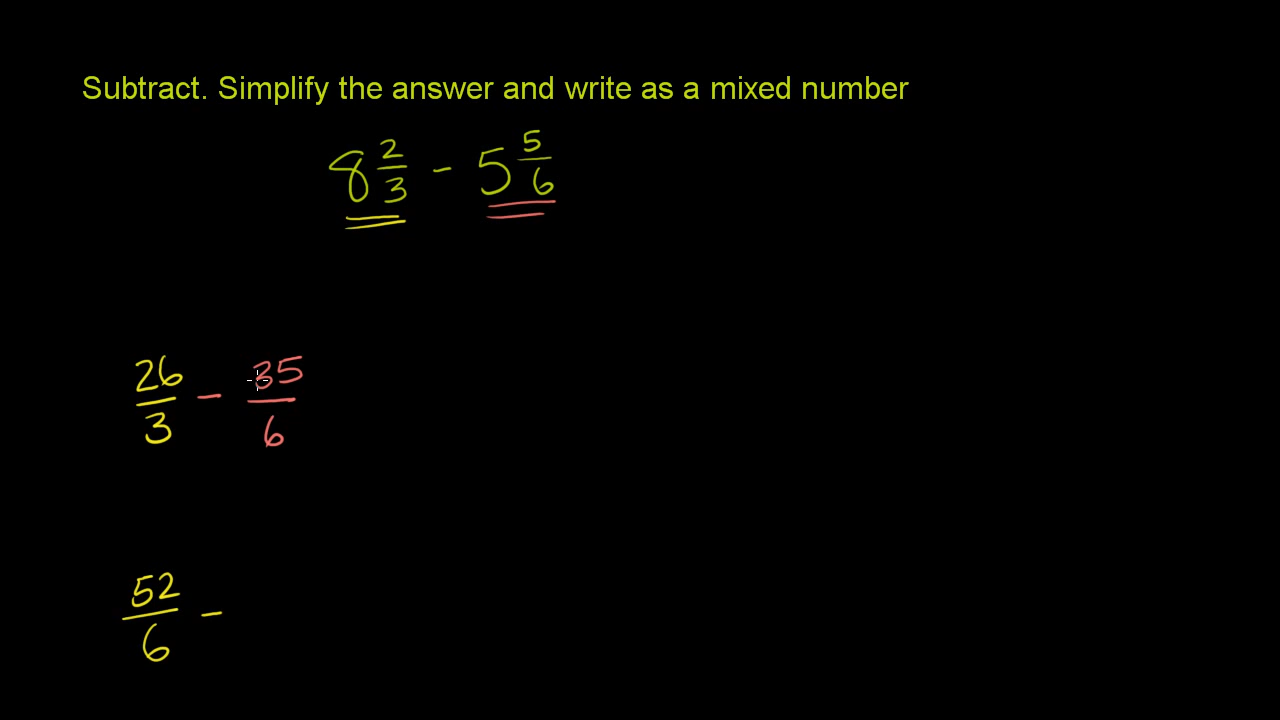 Subtract. Simplify the answer and write as a mixed number
8 2/3 - 5 5/6
26/3 - 35/6
52/6 -